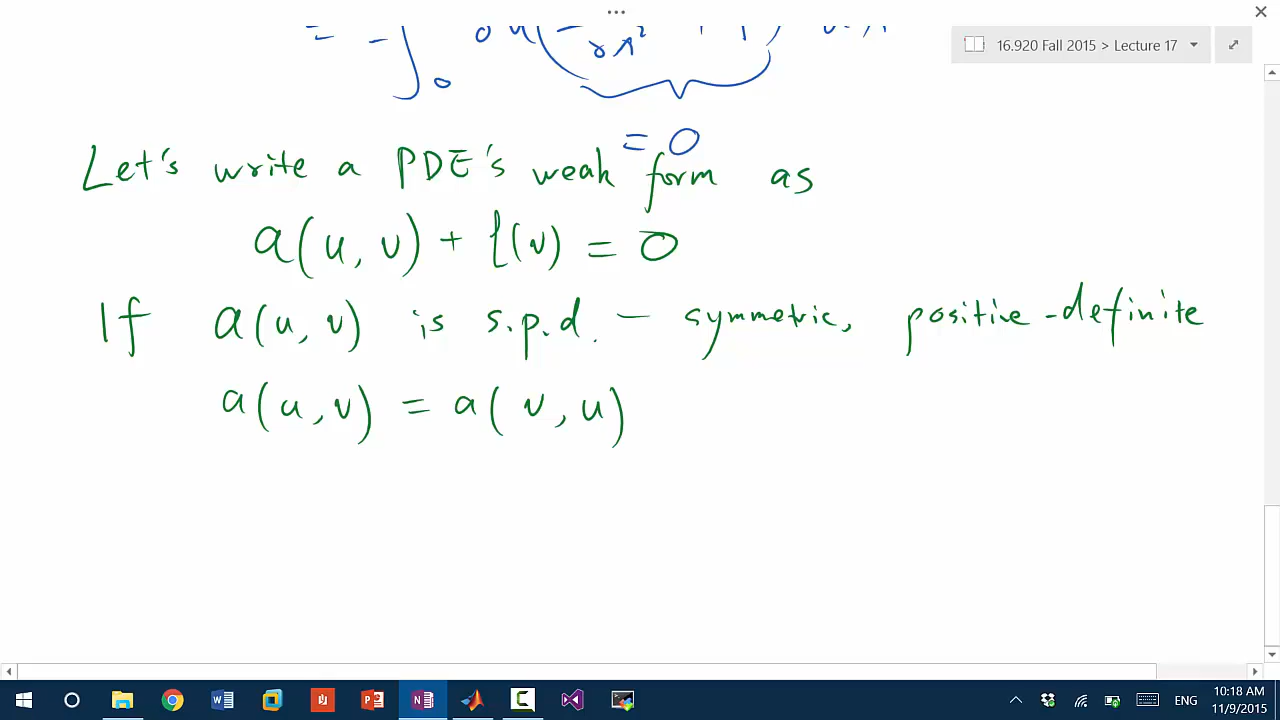 16.920 Fall 2015 > Lecture 17
= 0
Let's write a PDE's weak form as
a(u, v) + l(v) = 0
If a(u, v) is s.p.d. — symmetric, positive-definite
a(u, v) = a(v, u)
ENG
10:18 AM
11/9/2015